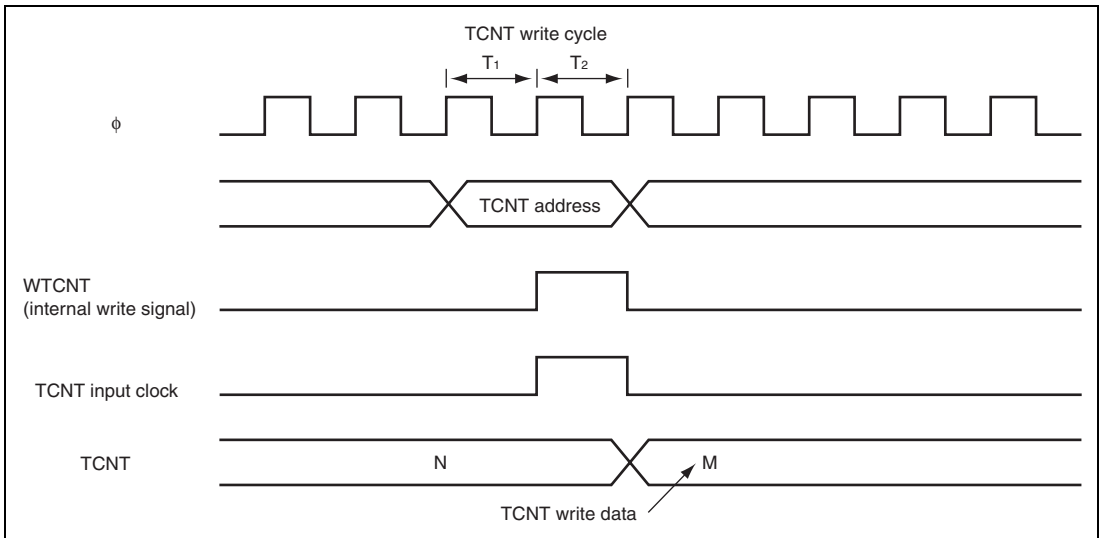 TCNT write cycle
T1 T2
ϕ
TCNT address
WTCNT
(internal write signal)
TCNT input clock
TCNT N M
TCNT write data